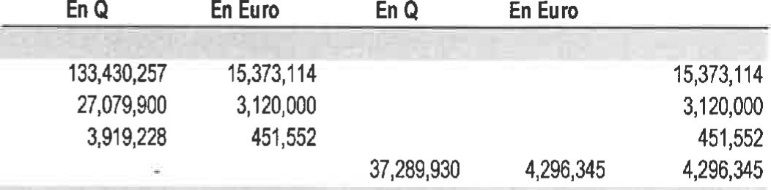 En Q En Euro En Q En Euro
133,430,257 15,373,114 15,373,114
27,079,900 3,120,000 3,120,000
3,919,228 451,552 451,552
- 37,289,930 4,296,345 4,296,345